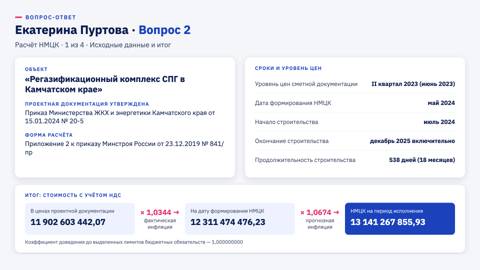 ВОПРОС-ОТВЕТ
Екатерина Пуртова · Вопрос 2
Расчёт НМЦК · 1 из 4 · Исходные данные и итог
ОБЪЕКТ
«Регазификационный комплекс СПГ в
Камчатском крае»
ПРОЕКТНАЯ ДОКУМЕНТАЦИЯ УТВЕРЖДЕНА
Приказ Министерства ЖКХ и энергетики Камчатского края от
15.01.2024 № 20-5
ФОРМА РАСЧЁТА
Приложение 2 к приказу Минстроя России от 23.12.2019 № 841/
пр
СРОКИ И УРОВЕНЬ ЦЕН
Уровень цен сметной документации II квартал 2023 (июнь 2023)
Дата формирования НМЦК май 2024
Начало строительства июль 2024
Окончание строительства декабрь 2025 включительно
Продолжительность строительства 538 дней (18 месяцев)
ИТОГ: СТОИМОСТЬ С УЧЁТОМ НДС
В ценах проектной документации
11 902 603 442,07
× 1,0344 →
фактическая
инфляция
На дату формирования НМЦК
12 311 474 476,23
× 1,0674 →
прогнозная
инфляция
НМЦК на период исполнения
13 141 267 855,93
Коэффициент доведения до выделенных лимитов бюджетных обязательств — 1,000000000